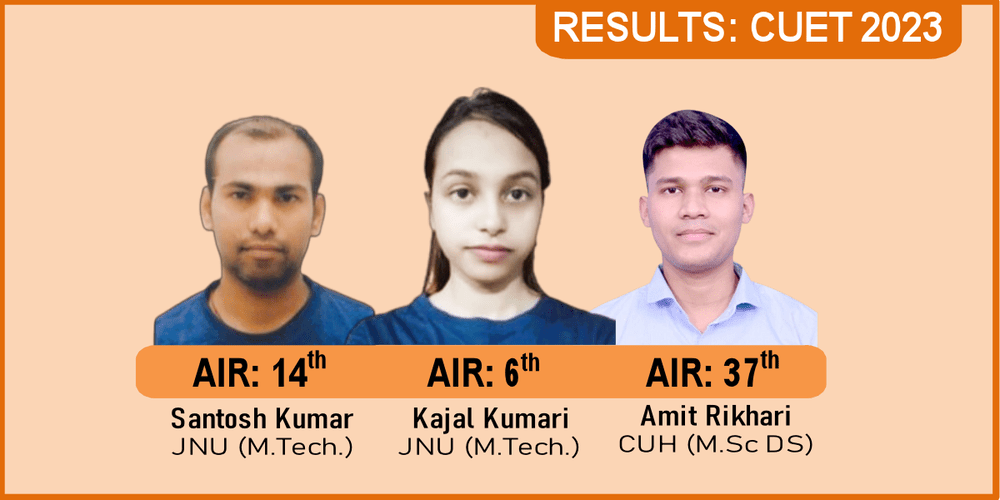 RESULTS: CUET 2023
AIR: 14th
AIR: 6th
AIR: 37th
Santosh Kumar
JNU (M.Tech.)
Kajal Kumari
JNU (M.Tech.)
Amit Rikhari
CUH (M.Sc DS)